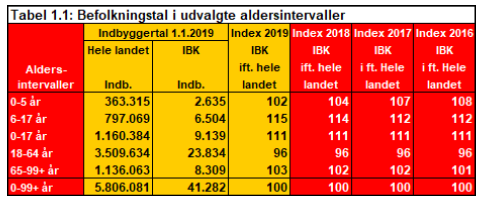 Tabel 1.1: Befolkningstal i udvalgte aldersintervaller
Indbyggertal 1.1.2019 Index 2019 Index 2018 Index 2017 Index 2016
Hele landet IBK IBK IBK IBK IBK
Alders- ift. hele ift. hele i ft. Hele i ft. Hele
intervaller Indb. Indb. landet landet landet landet
0-5 år 363.315 2.635 102 104 107 108
6-17 år 797.069 6.504 115 114 112 112
0-17 år 1.160.384 9.139 111 111 111 111
18-64 år 3.509.634 23.834 96 96 96 96
65-99+ år 1.136.063 8.309 103 102 102 101
0-99+ år 5.806.081 41.282 100 100 100 100